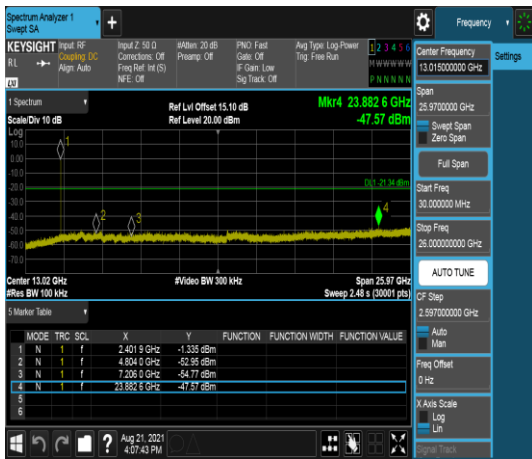 Spectrum Analyzer 1
Swept SA
Frequency
KEYSIGHT
Input: RF
Input Z: 50 Ω
#Atten: 20 dB
PNO: Fast
Avg Type: Log-Power
1 2 3 4 5 6
RL
Coupling: DC
Corrections: Off
Preamp: Off
Gate: Off
Trig: Free Run
Align: Auto
Freq Ref: Int (S)
IF Gain: Low
M W W W W W
NFE: Off
Sig Track: Off
P N N N N N
LXI
Center Frequency
13.015000000 GHz
Settings
Span
25.9700000 GHz
Swept Span
Zero Span
Full Span
Start Freq
30.000000 MHz
Stop Freq
26.000000000 GHz
AUTO TUNE
CF Step
2.597000000 GHz
Auto
Man
Freq Offset
0 Hz
X Axis Scale
Log
Lin
Signal Track
1 Spectrum
Ref Lvl Offset 15.10 dB
Mkr4 23.882 6 GHz
Scale/Div 10 dB
Ref Level 20.00 dBm
-47.57 dBm
Log
10.0
0.00
-10.0
-20.0
-30.0
-40.0
-50.0
-60.0
-70.0
1
2
3
4
DL1 -21.34 dBm
Center 13.02 GHz
#Video BW 300 kHz
Span 25.97 GHz
#Res BW 100 kHz
Sweep 2.48 s (30001 pts)
5 Marker Table
MODE TRC SCL X Y FUNCTION FUNCTION WIDTH FUNCTION VALUE
1 N 1 f 2.401 9 GHz -1.335 dBm
2 N 1 f 4.804 0 GHz -52.95 dBm
3 N 1 f 7.206 0 GHz -54.77 dBm
4 N 1 f 23.882 6 GHz -47.57 dBm
5
6
Aug 21, 2021
4:07:43 PM